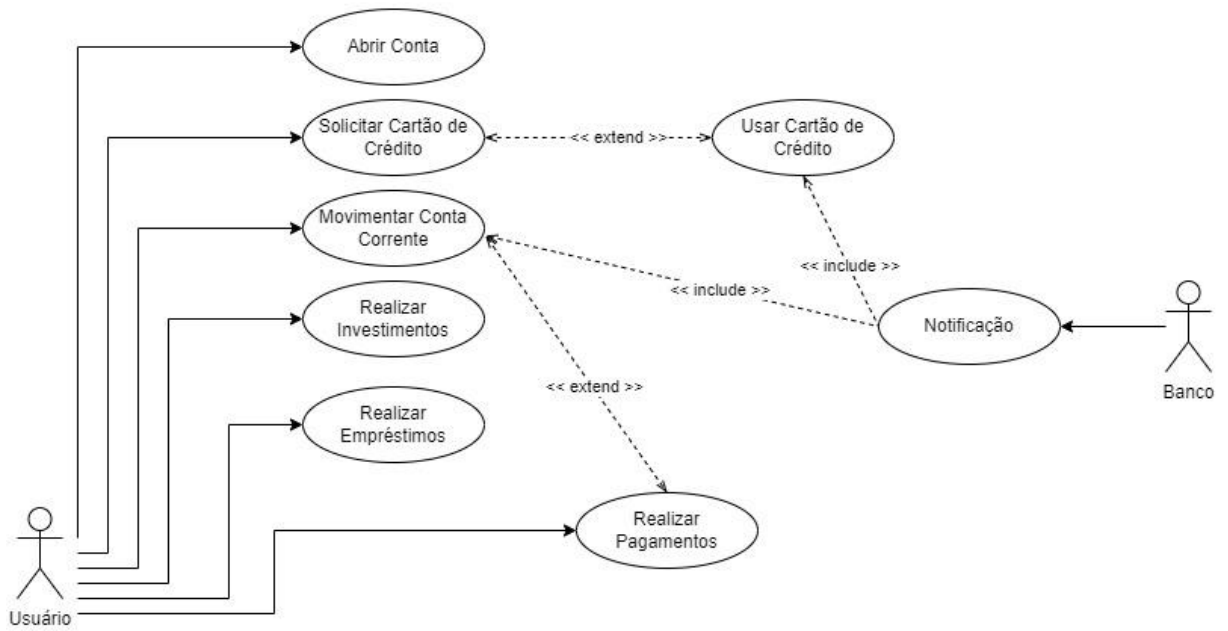 Abrir Conta
Solicitar Cartão de
Crédito
<< extend >>
Usar Cartão de
Crédito
Movimentar Conta
Corrente
<< include >>
<< include >>
Realizar
Investimentos
Notificação
Banco
<< extend >>
Realizar
Empréstimos
Realizar
Pagamentos
Usuário